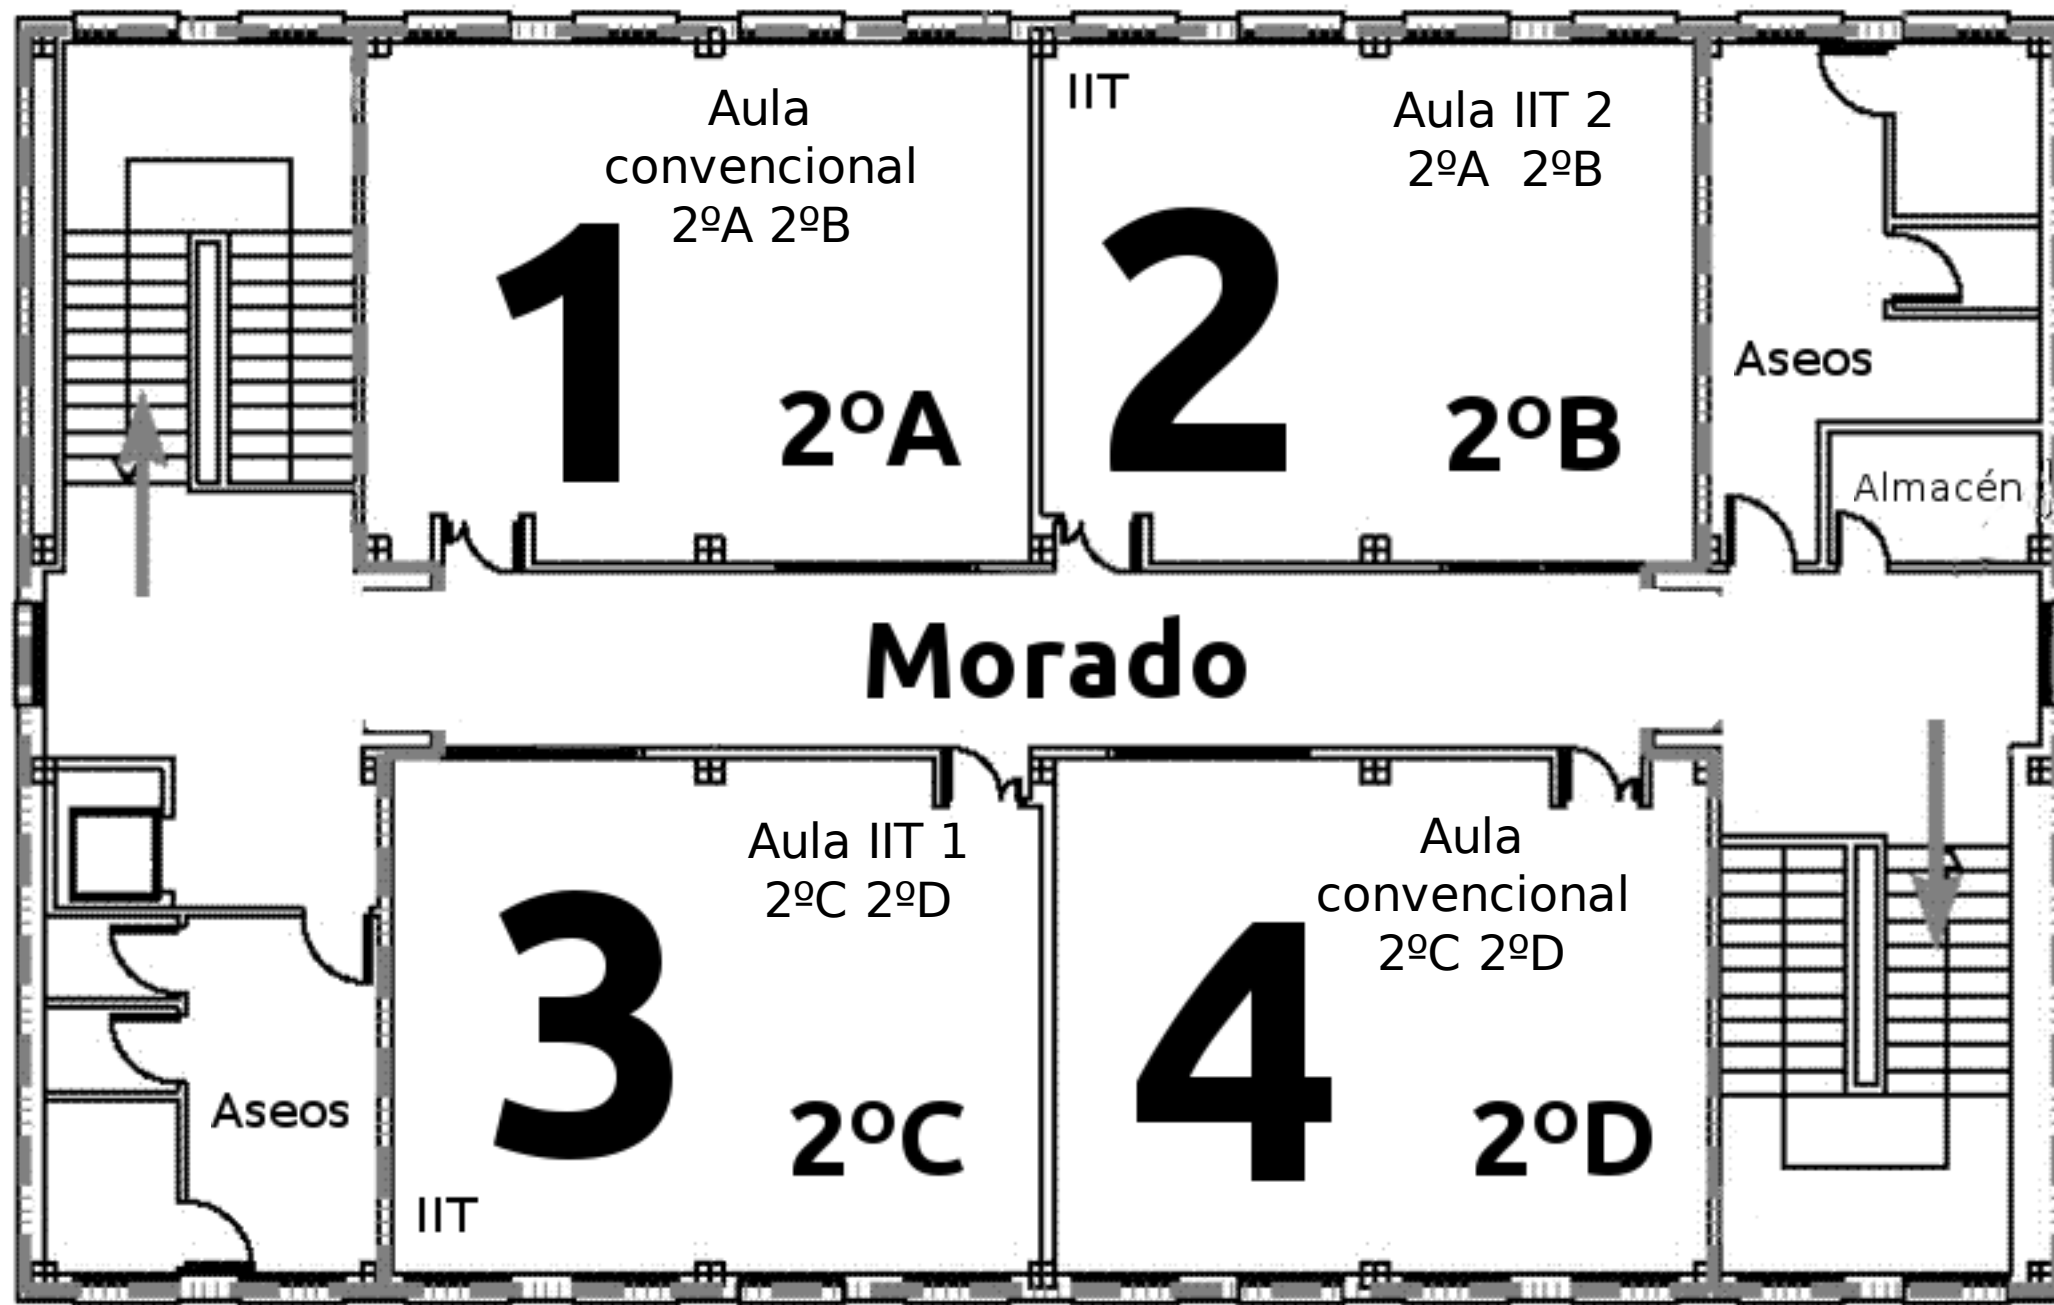 Aula
convencional
2ºA 2ºB
1
2ºA
IIT
Aula IIT 2
2ºA 2ºB
2
2ºB
Aseos
Almacén
Morado
Aula IIT 1
2ºC 2ºD
3
2ºC
IIT
Aula
convencional
2ºC 2ºD
4
2ºD
Aseos